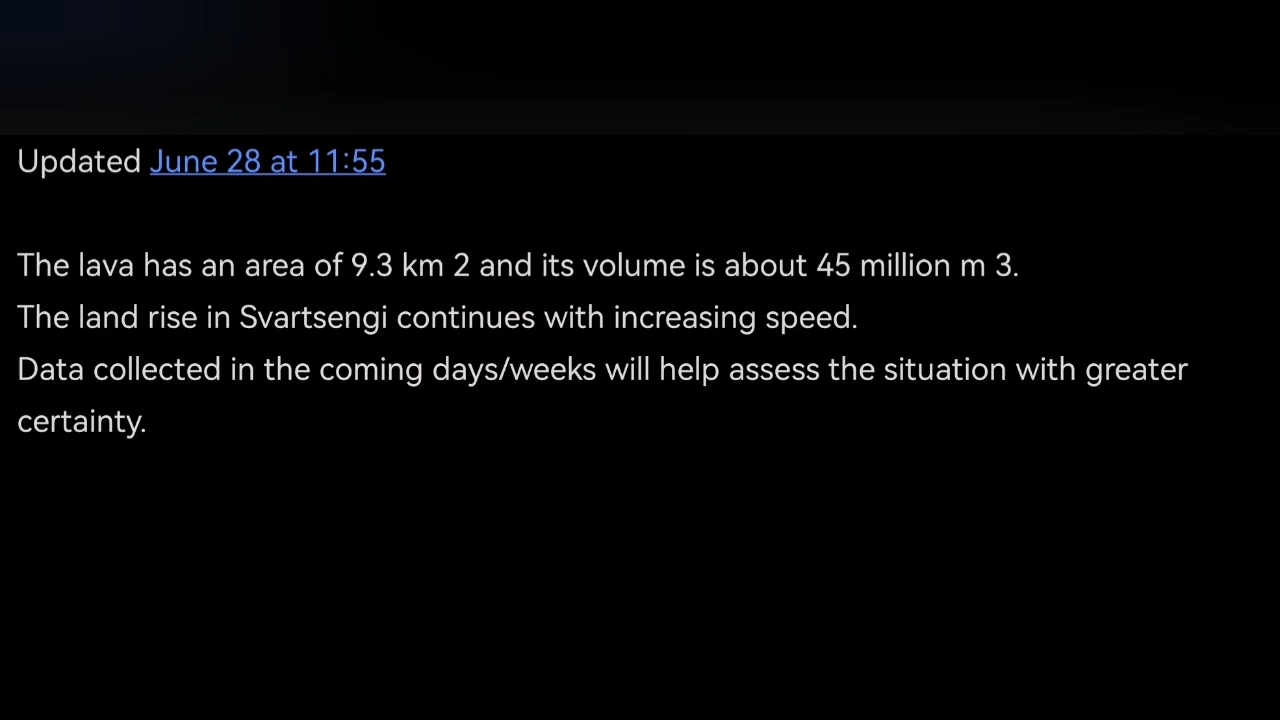 Updated June 28 at 11:55
The lava has an area of 9.3 km 2 and its volume is about 45 million m 3.
The land rise in Svartsengi continues with increasing speed.
Data collected in the coming days/weeks will help assess the situation with greater
certainty.